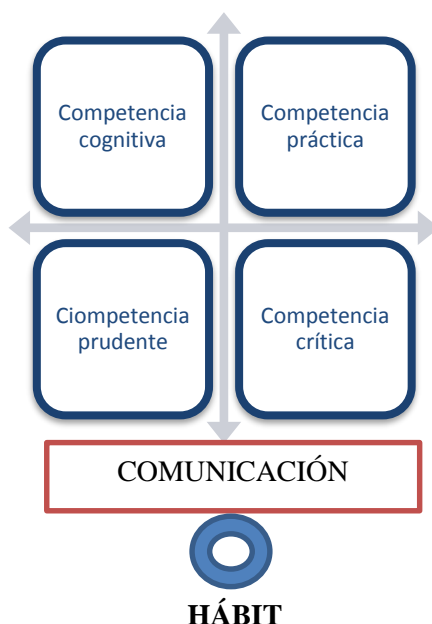 Competencia
cognitiva
Competencia
práctica
Ciompetencia
prudente
Competencia
crítica
COMUNICACIÓN
HÁBIT